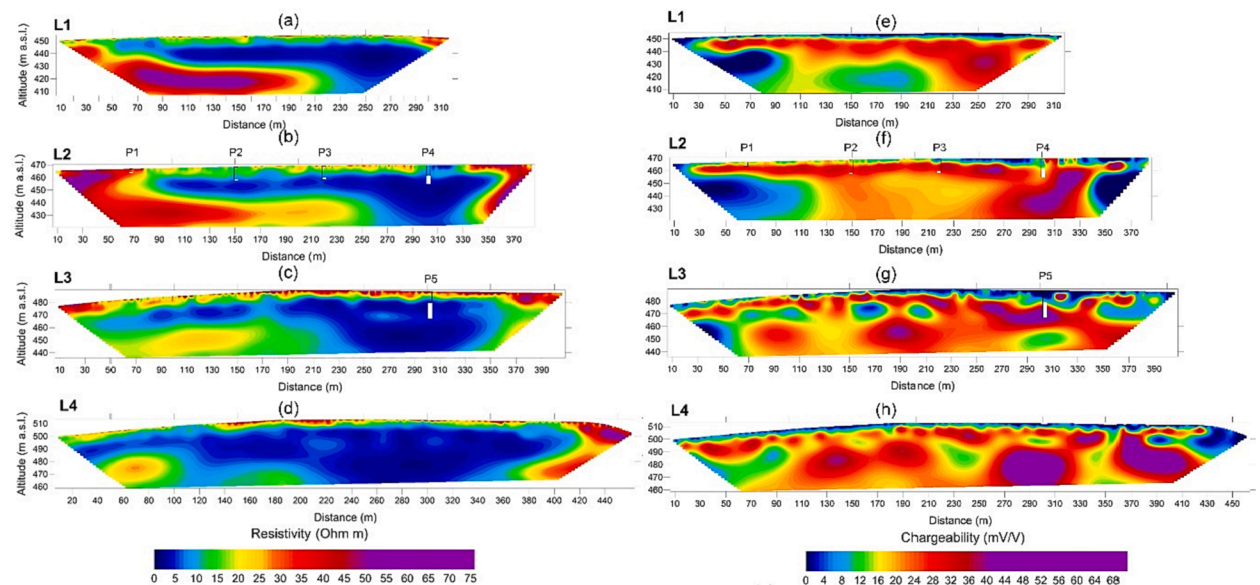 (a)
L1
Altitude (m a.s.l.)
450
440
430
420
410
10 30 50 70 90 110 130 150 170 190 210 230 250 270 290 310
Distance (m)
(b)
L2
P1 P2 P3 P4
Altitude (m a.s.l.)
470
460
450
440
430
10 30 50 70 90 110 130 150 170 190 210 230 250 270 290 310 330 350 370
Distance (m)
(c)
L3
P5
Altitude (m a.s.l.)
480
470
460
450
440
10 30 50 70 90 110 130 150 170 190 210 230 250 270 290 310 330 350 370 390
Distance (m)
(d)
L4
Altitude (m a.s.l.)
510
500
490
480
470
460
20 40 60 80 100 120 140 160 180 200 220 240 260 280 300 320 340 360 380 400 420 440
Distance (m)
Resistivity (Ohm m)
0 5 10 15 20 25 30 35 40 45 50 55 60 65 70 75
(e)
L1
450
440
430
420
410
10 30 50 70 90 110 130 150 170 190 210 230 250 270 290 310
Distance (m)
(f)
L2
P1 P2 P3 P4
470
460
450
440
430
10 30 50 70 90 110 130 150 170 190 210 230 250 270 290 310 330 350 370
Distance (m)
(g)
L3
P5
480
470
460
450
440
10 30 50 70 90 110 130 150 170 190 210 230 250 270 290 310 330 350 370 390
Distance (m)
(h)
L4
510
500
490
480
470
460
10 30 50 70 90 110 130 150 170 190 210 230 250 270 290 310 330 350 370 390 410 430 450
Distance (m)
Chargeability (mV/V)
0 4 8 12 16 20 24 28 32 36 40 44 48 52 56 60 64 68